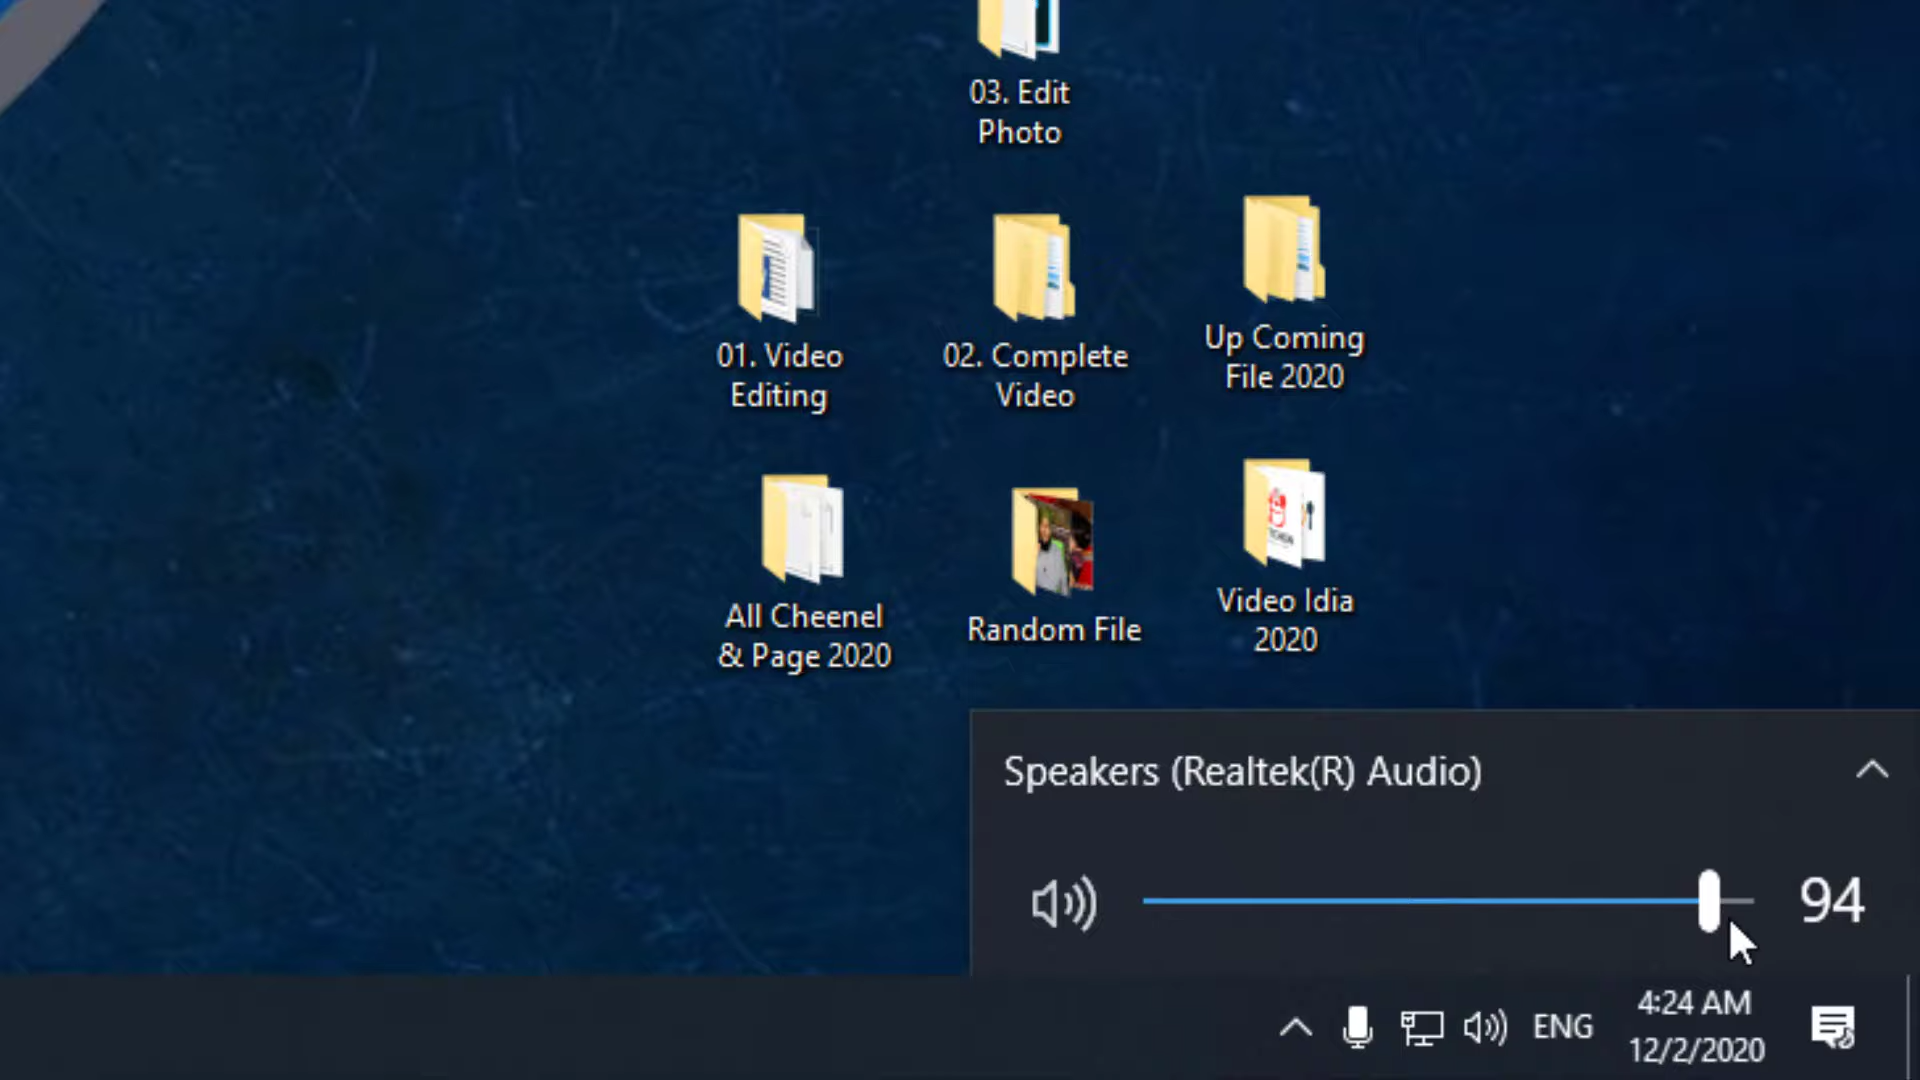 03. Edit
Photo
01. Video
Editing
02. Complete
Video
Up Coming
File 2020
All Cheenel
& Page 2020
Random File
Video Idia
2020
Speakers (Realtek(R) Audio)
94
ENG
4:24 AM
12/2/2020